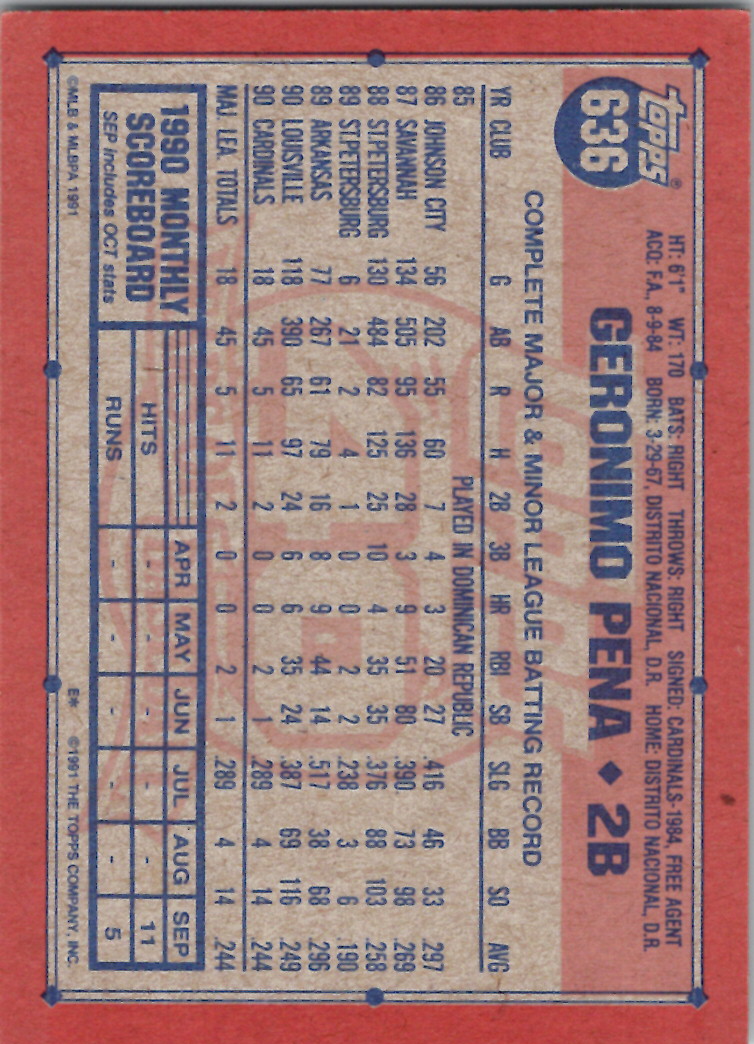 TOPPS®
636
HT: 6'1" WT: 170 BATS: RIGHT THROWS: RIGHT SIGNED: CARDINALS-1984, FREE AGENT
ACQ: F.A., 8-9-84 BORN: 3-29-67, DISTRITO NACIONAL, D.R. HOME: DISTRITO NACIONAL, D.R.
GERONIMO PENA ◆ 2B
COMPLETE MAJOR & MINOR LEAGUE BATTING RECORD
YR CLUB G AB R H 2B 3B HR RBI SB SLG BB SO AVG
85 PLAYED IN DOMINICAN REPUBLIC
86 JOHNSON CITY 56 202 55 60 7 4 3 20 27 .416 46 33 .297
87 SAVANNAH 134 505 95 136 28 3 9 51 80 .390 73 98 .269
88 ST.PETERSBURG 130 484 82 125 25 10 4 35 35 .376 88 103 .258
89 ST.PETERSBURG 6 21 2 4 1 0 0 2 2 .238 3 6 .190
89 ARKANSAS 77 267 61 79 16 8 9 44 14 .517 38 68 .296
90 LOUISVILLE 118 390 65 97 24 6 6 35 24 .387 69 116 .249
90 CARDINALS 18 45 5 11 2 0 0 2 1 .289 4 14 .244
MAJ. LEA. TOTALS 18 45 5 11 2 0 0 2 1 .289 4 14 .244
1990 MONTHLY
SCOREBOARD
SEP includes OCT stats
APR MAY JUN JUL AUG SEP
HITS - - - - - 11
RUNS - - - - - 5
©MLB & MLBPA 1991
E* ©1991 THE TOPPS COMPANY, INC.